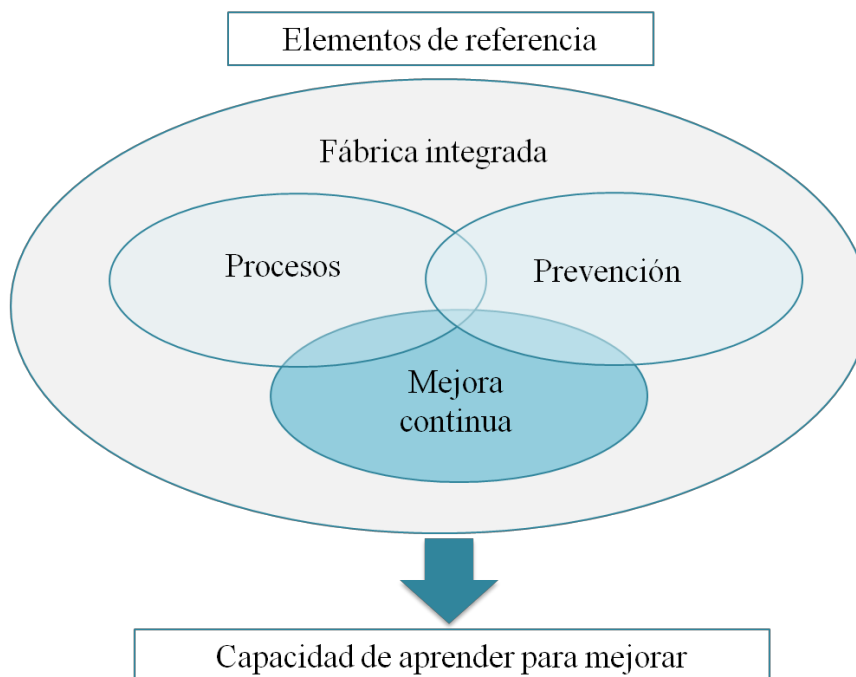 Elementos de referencia
Fábrica integrada
Procesos
Prevención
Mejora
continua
Capacidad de aprender para mejorar